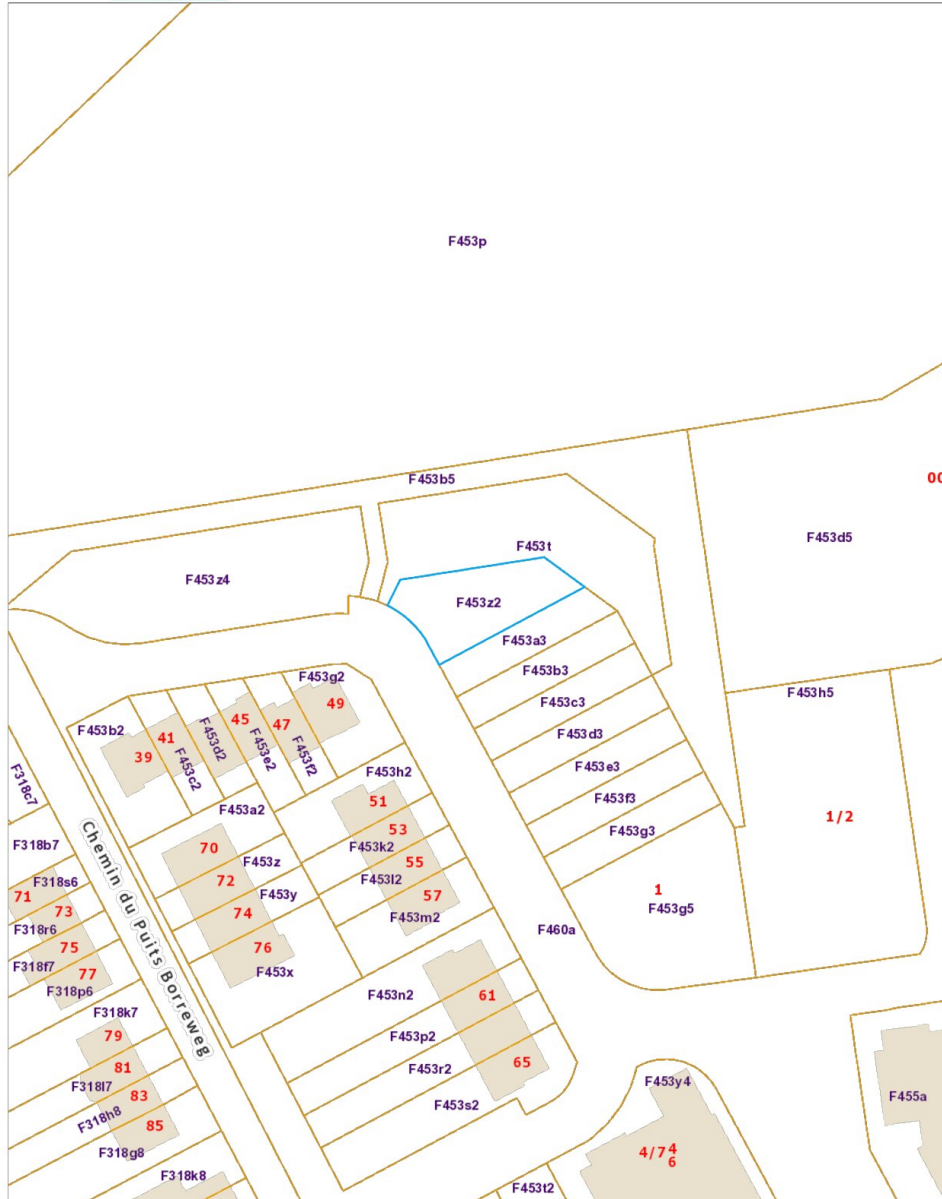 F453p
F453b5
00
F453d5
F453t
F453z4
F453z2
F453a3
F453b3
F453g2
F453h5
F453c3
49
F453b2
41
45
47
F453d3
39
F453c2
F453d2
F453e2
F453f2
F453e3
F318c7
F453h2
F453f3
51
F453a2
F453g3
1/2
53
F318b7
70
F453k2
F453z
55
F318s6
72
F453l2
F453y
71
57
1
73
74
F453m2
F453g5
F318r6
F460a
75
76
F318f7
77
F453x
F318p6
Chemin du Puits Borreweg
F453n2
61
F318k7
79
F453p2
65
81
F453r2
F453y4
F318l7
83
F455a
F318h8
85
F453s2
F318g8
4/7
4
6
F318k8
F453t2